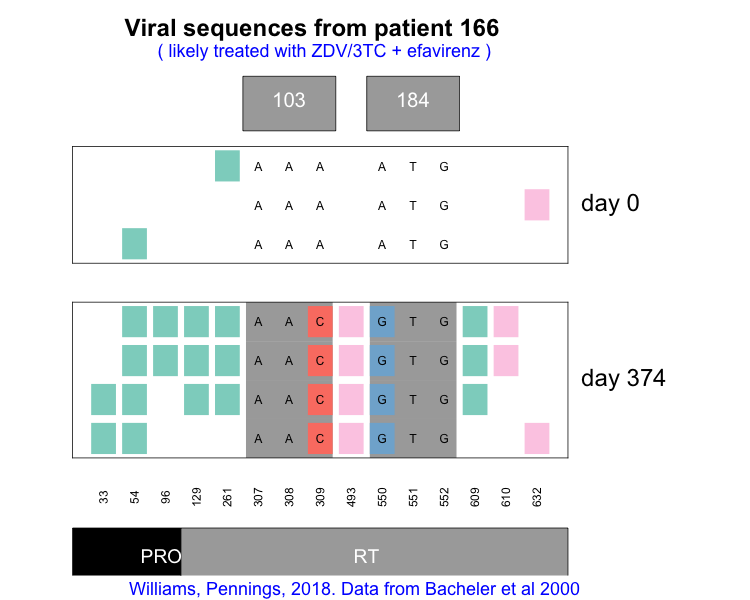 Viral sequences from patient 166
( likely treated with ZDV/3TC + efavirenz )
103 184
A A A A T G
A A A A T G
A A A A T G
day 0
A A C G T G
A A C G T G
A A C G T G
A A C G T G
day 374
33 54 96 129 261 307 308 309 493 550 551 552 609 610 632
PRO RT
Williams, Pennings, 2018. Data from Bacheler et al 2000